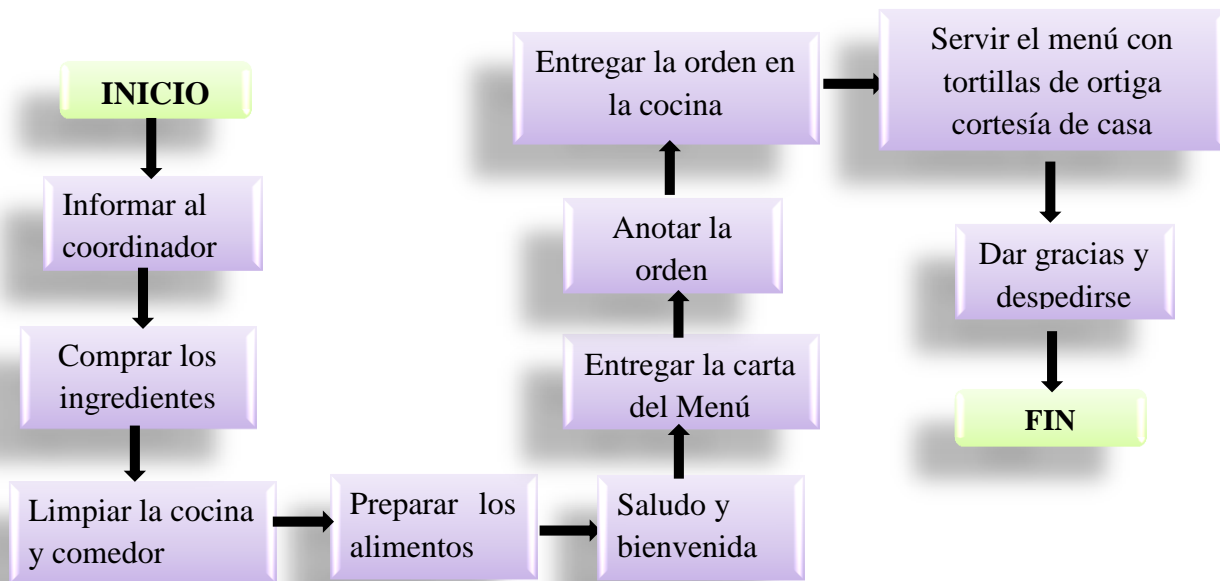 INICIO
Informar al
coordinador
Comprar los
ingredientes
Limpiar la cocina
y comedor
Preparar los
alimentos
Saludo y
bienvenida
Entregar la carta
del Menú
Anotar la
orden
Entregar la orden en
la cocina
Servir el menú con
tortillas de ortiga
cortesía de casa
Dar gracias y
despedirse
FIN